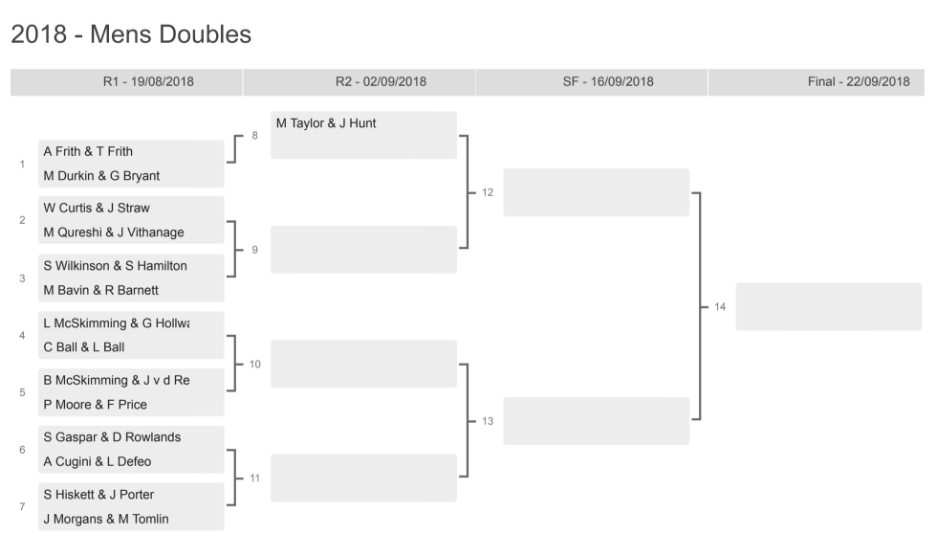 2018 - Mens Doubles
R1 - 19/08/2018
R2 - 02/09/2018
SF - 16/09/2018
Final - 22/09/2018
1
A Frith & T Frith
M Durkin & G Bryant
2
W Curtis & J Straw
M Qureshi & J Vithanage
3
S Wilkinson & S Hamilton
M Bavin & R Barnett
4
L McSkimming & G Hollwa
C Ball & L Ball
5
B McSkimming & J v d Re
P Moore & F Price
6
S Gaspar & D Rowlands
A Cugini & L Defeo
7
S Hiskett & J Porter
J Morgans & M Tomlin
8
M Taylor & J Hunt
9
10
11
12
13
14